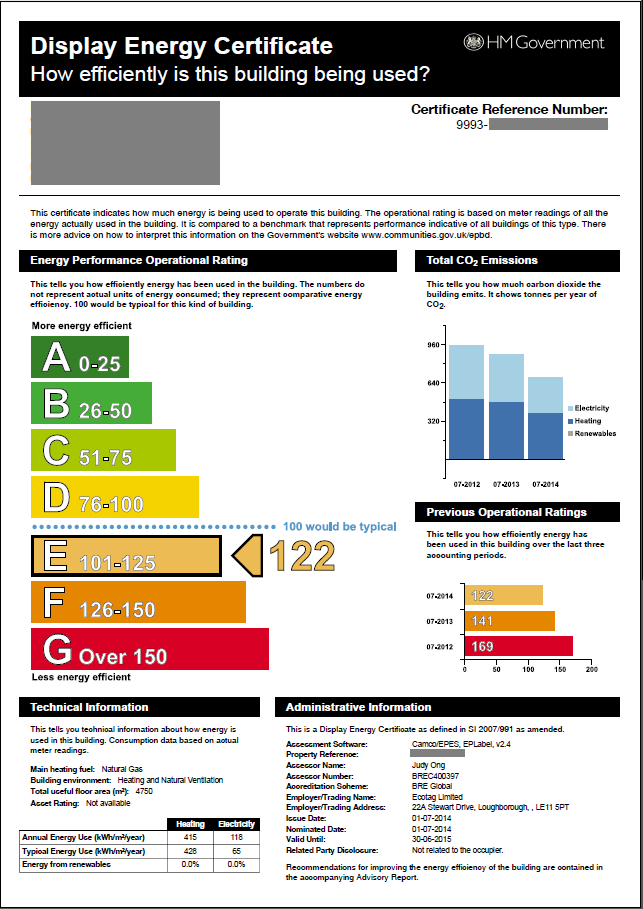 Display Energy Certificate
How efficiently is this building being used?
HM Government
Certificate Reference Number:
9993-
This certificate indicates how much energy is being used to operate this building. The operational rating is based on meter readings of all the
energy actually used in the building. It is compared to a benchmark that represents performance indicative of all buildings of this type. There
is more advice on how to interpret this information on the Government's website www.communities.gov.uk/epbd.
Energy Performance Operational Rating
This tells you how efficiently energy has been used in the building. The numbers do
not represent actual units of energy consumed; they represent comparative energy
efficiency. 100 would be typical for this kind of building.
More energy efficient
A 0-25
B 26-50
C 51-75
D 76-100
100 would be typical
E 101-125
122
F 126-150
G Over 150
Less energy efficient
Total CO₂ Emissions
This tells you how much carbon dioxide the
building emits. It shows tonnes per year of
CO₂.
960
640
320
Electricity
Heating
Renewables
07-2012 07-2013 07-2014
Previous Operational Ratings
This tells you how efficiently energy has
been used in this building over the last three
accounting periods.
07-2014 122
07-2013 141
07-2012 169
0 50 100 150 200
Technical Information
This tells you technical information about how energy is
used in this building. Consumption data based on actual
meter readings.
Main heating fuel: Natural Gas
Building environment: Heating and Natural Ventilation
Total useful floor area (m²): 4750
Asset Rating: Not available
Heating Electricity
Annual Energy Use (kWh/m²/year) 415 118
Typical Energy Use (kWh/m²/year) 428 65
Energy from renewables 0.0% 0.0%
Administrative Information
This is a Display Energy Certificate as defined in SI 2007/991 as amended.
Assessment Software: Camco/EPES, EPLabel, v2.4
Property Reference:
Assessor Name: Judy Ong
Assessor Number: BREC400397
Accreditation Scheme: BRE Global
Employer/Trading Name: Ecotag Limited
Employer/Trading Address: 22A Stewart Drive, Loughborough, , LE11 5PT
Issue Date: 01-07-2014
Nominated Date: 01-07-2014
Valid Until: 30-06-2015
Related Party Disclosure: Not related to the occupier.
Recommendations for improving the energy efficiency of the building are contained in
the accompanying Advisory Report.